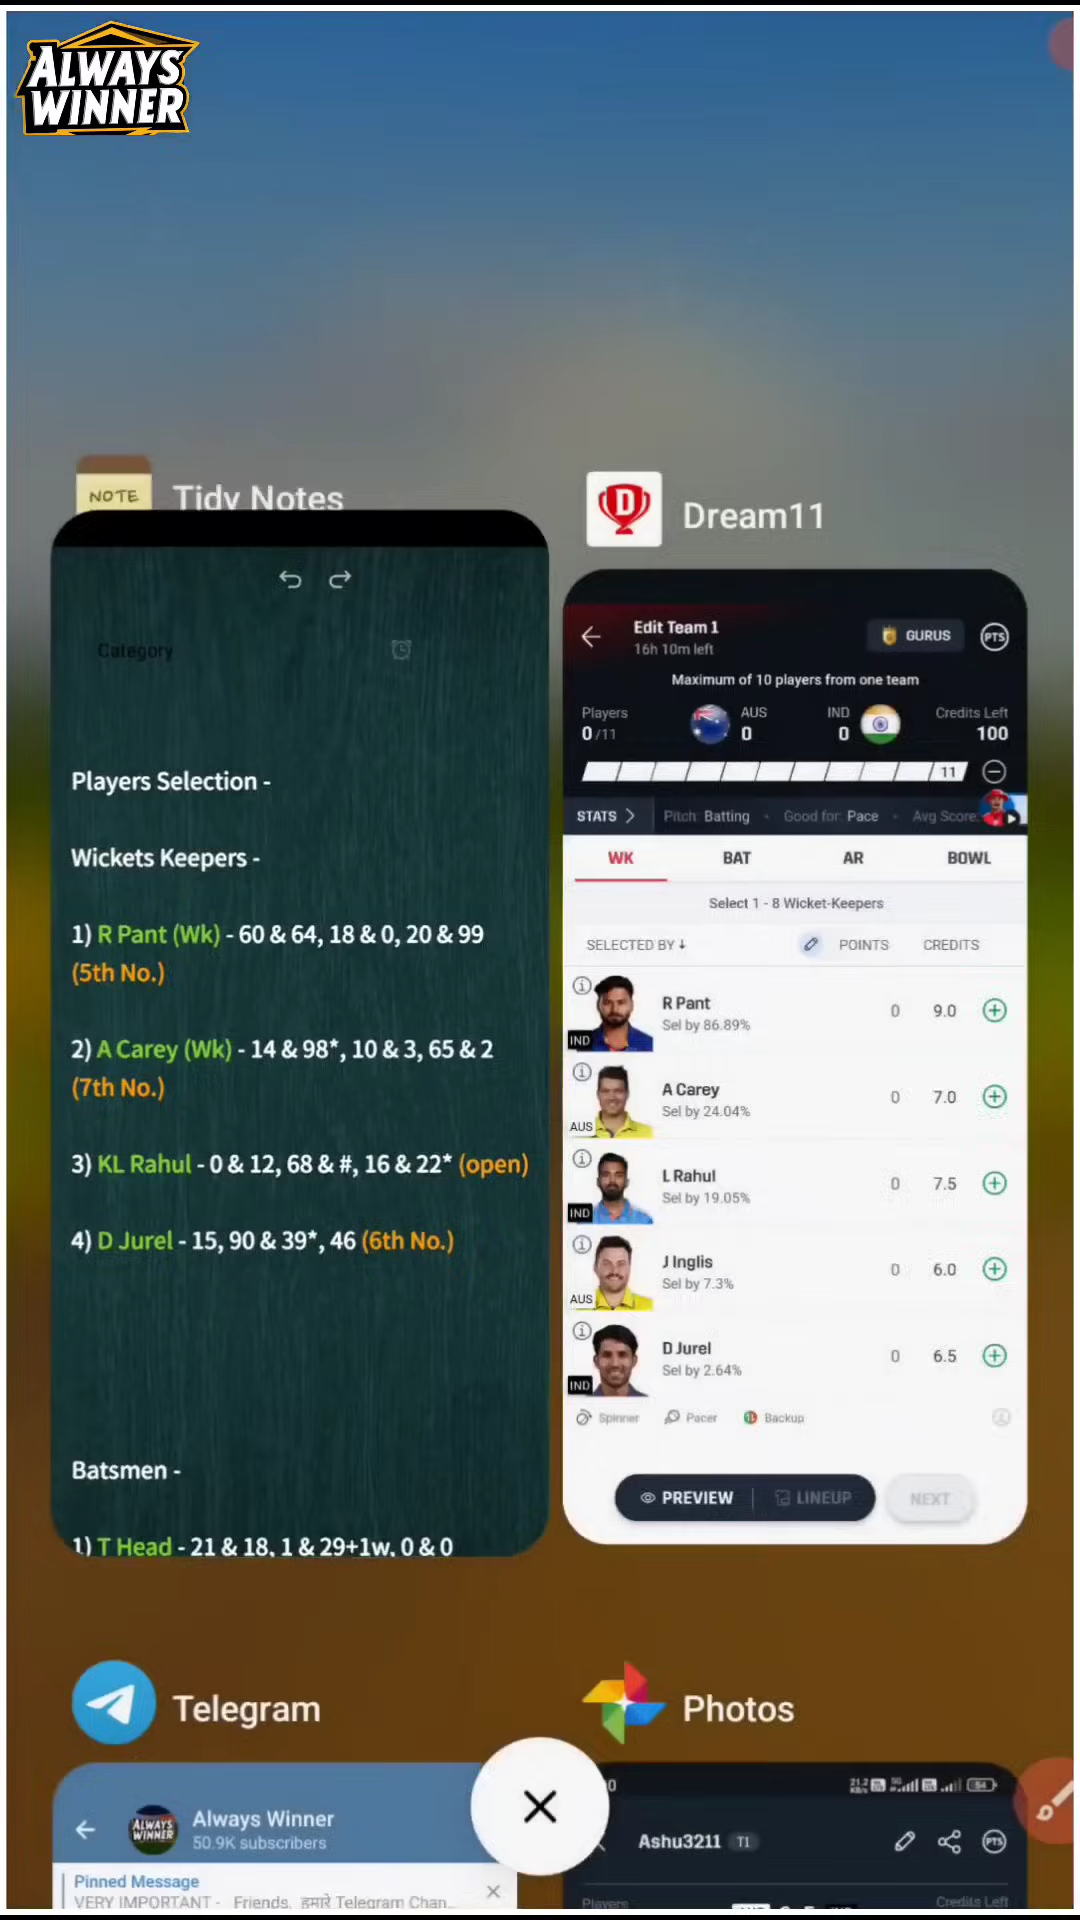 ALWAYS
WINNER
NOTE
Tidy Notes
Dream11
Category
Players Selection -
Wickets Keepers -
1) R Pant (Wk) - 60 & 64, 18 & 0, 20 & 99
(5th No.)
2) A Carey (Wk) - 14 & 98*, 10 & 3, 65 & 2
(7th No.)
3) KL Rahul - 0 & 12, 68 & #, 16 & 22* (open)
4) D Jurel - 15, 90 & 39*, 46 (6th No.)
Batsmen -
1) T Head - 21 & 18, 1 & 29+1w, 0 & 0
Edit Team 1
16h 10m left
GURUS
PTS
Maximum of 10 players from one team
Players
0/11
AUS
0
IND
0
Credits Left
100
11
STATS
Pitch: Batting
Good for: Pace
Avg Score:
WK BAT AR BOWL
Select 1 - 8 Wicket-Keepers
SELECTED BY ↓ POINTS CREDITS
R Pant
Sel by 86.89%
0 9.0
IND
A Carey
Sel by 24.04%
0 7.0
AUS
L Rahul
Sel by 19.05%
0 7.5
IND
J Inglis
Sel by 7.3%
0 6.0
AUS
D Jurel
Sel by 2.64%
0 6.5
IND
Spinner Pacer Backup
PREVIEW LINEUP NEXT
Telegram
Photos
Always Winner
50.9K subscribers
Pinned Message
VERY IMPORTANT - Friends, हमारे Telegram Chan...
54
Ashu3211 T1
PTS
Players
Credits Left